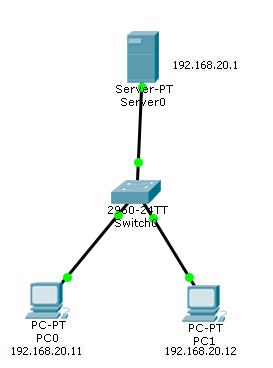 192.168.20.1
Server-PT
Server0
2950-24TT
Switch0
PC-PT
PC0
192.168.20.11
PC-PT
PC1
192.168.20.12